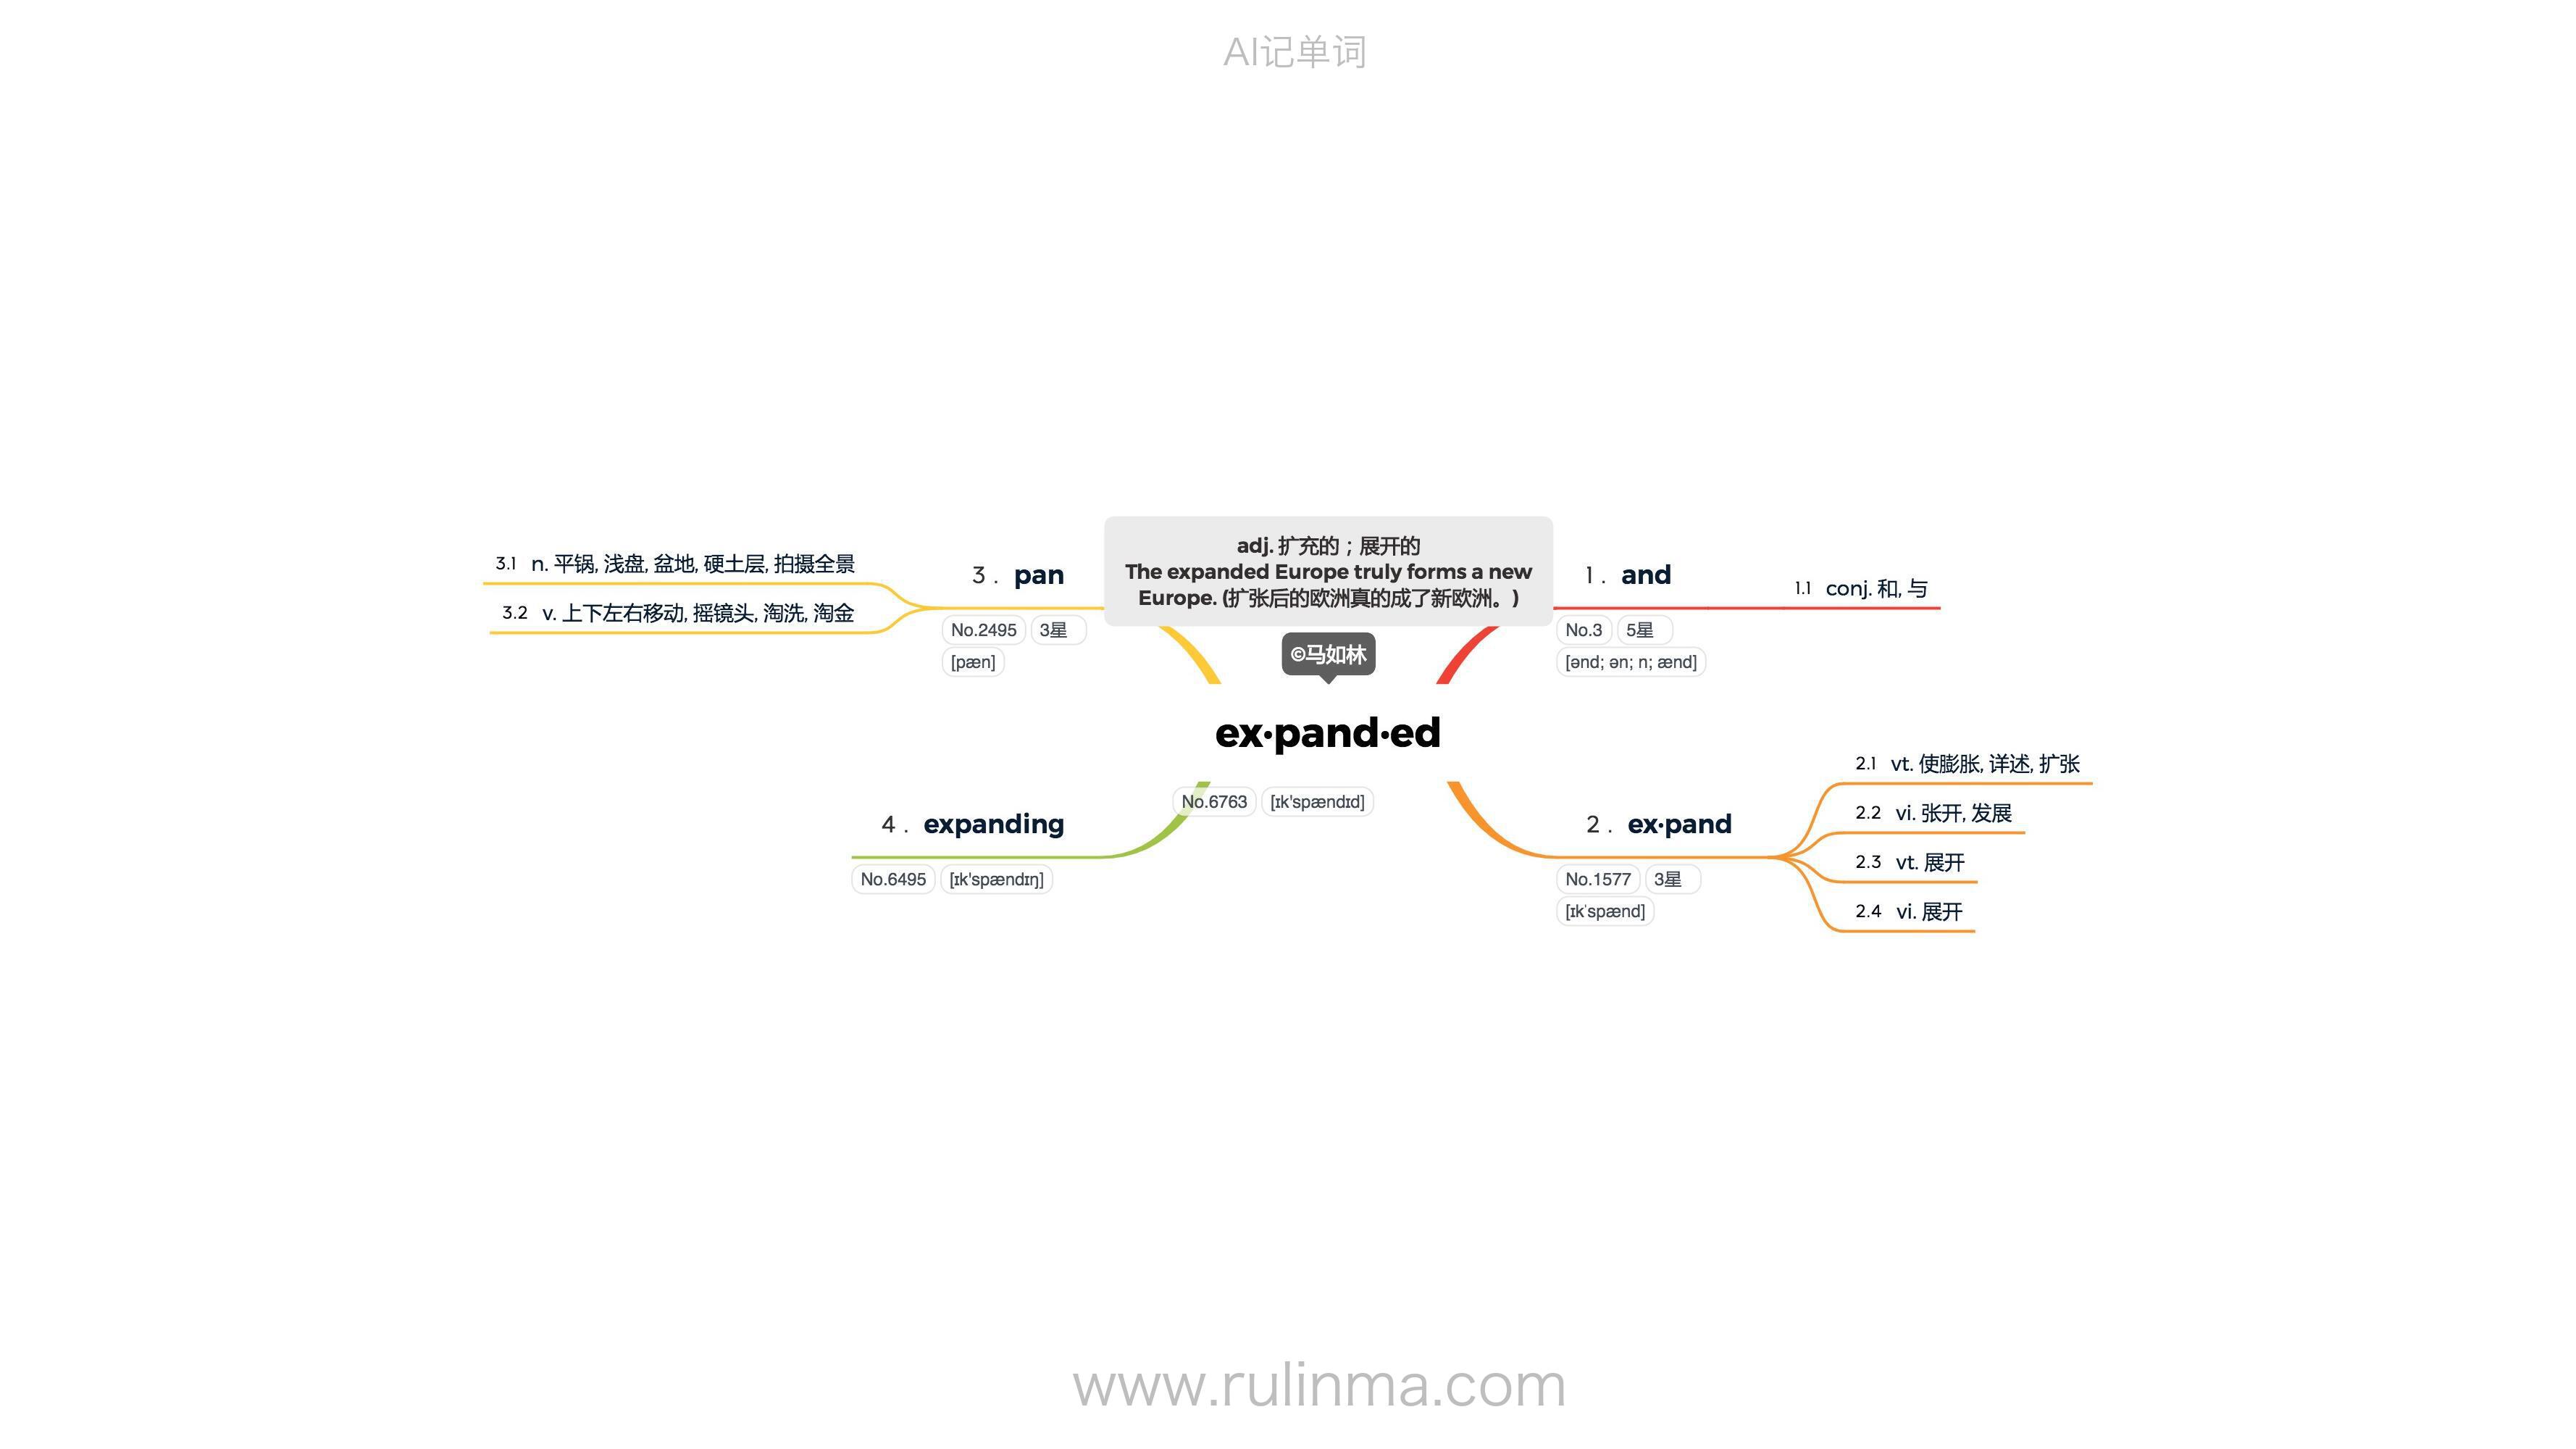 AI记单词
adj. 扩充的；展开的
The expanded Europe truly forms a new
Europe. (扩张后的欧洲真的成了新欧洲。)
©马如林
ex·pand·ed
No.6763 [ɪk'spændɪd]
1. and
No.3 5星
[ənd; ən; n; ænd]
1.1 conj. 和, 与
2. ex·pand
No.1577 3星
[ɪkˈspænd]
2.1 vt. 使膨胀, 详述, 扩张
2.2 vi. 张开, 发展
2.3 vt. 展开
2.4 vi. 展开
3. pan
No.2495 3星
[pæn]
3.1 n. 平锅, 浅盘, 盆地, 硬土层, 拍摄全景
3.2 v. 上下左右移动, 摇镜头, 淘洗, 淘金
4. expanding
No.6495 [ɪk'spændɪŋ]
www.rulinma.com